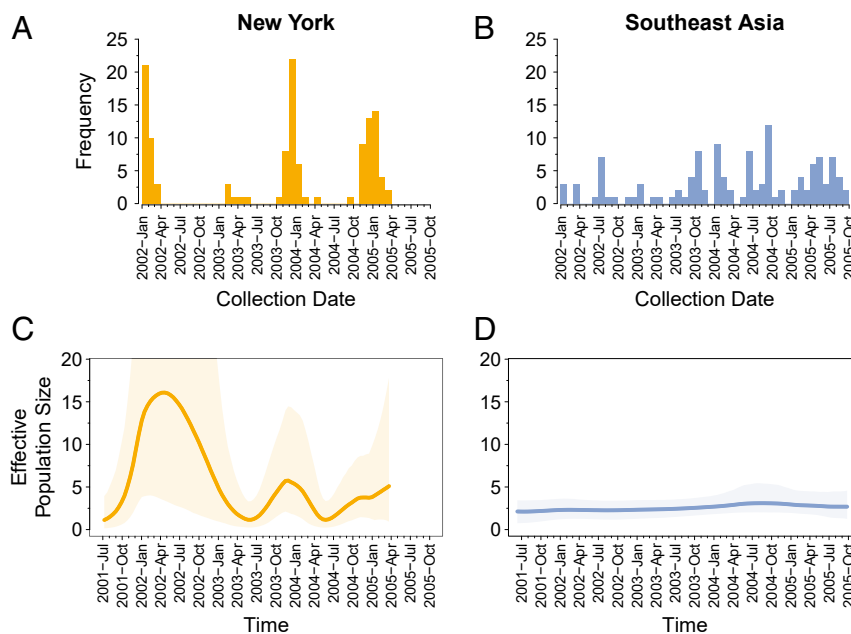 A
New York
Frequency
25
20
15
10
5
0
2002−Jan
2002−Apr
2002−Jul
2002−Oct
2003−Jan
2003−Apr
2003−Jul
2003−Oct
2004−Jan
2004−Apr
2004−Jul
2004−Oct
2005−Jan
2005−Apr
2005−Jul
2005−Oct
Collection Date
B
Southeast Asia
25
20
15
10
5
0
2002−Jan
2002−Apr
2002−Jul
2002−Oct
2003−Jan
2003−Apr
2003−Jul
2003−Oct
2004−Jan
2004−Apr
2004−Jul
2004−Oct
2005−Jan
2005−Apr
2005−Jul
2005−Oct
Collection Date
C
Effective
Population Size
20
15
10
5
0
2001−Jul
2001−Oct
2002−Jan
2002−Apr
2002−Jul
2002−Oct
2003−Jan
2003−Apr
2003−Jul
2003−Oct
2004−Jan
2004−Apr
2004−Jul
2004−Oct
2005−Jan
2005−Apr
2005−Jul
2005−Oct
Time
D
20
15
10
5
0
2001−Jul
2001−Oct
2002−Jan
2002−Apr
2002−Jul
2002−Oct
2003−Jan
2003−Apr
2003−Jul
2003−Oct
2004−Jan
2004−Apr
2004−Jul
2004−Oct
2005−Jan
2005−Apr
2005−Jul
2005−Oct
Time